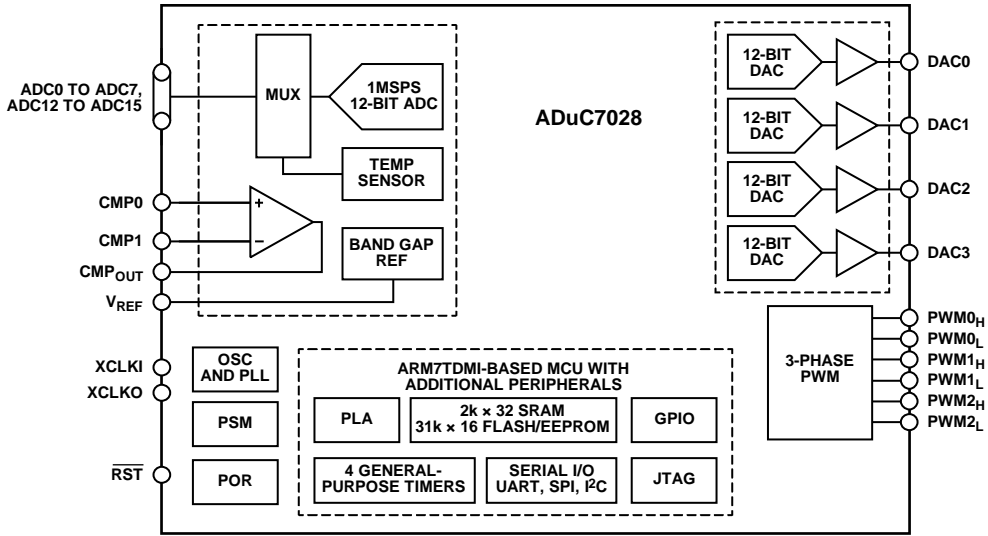 ADC0 TO ADC7,
ADC12 TO ADC15
MUX
1MSPS
12-BIT ADC
TEMP
SENSOR
CMP0
+
CMP1
−
CMPOUT
BAND GAP
REF
VREF
ADuC7028
12-BIT
DAC
DAC0
12-BIT
DAC
DAC1
12-BIT
DAC
DAC2
12-BIT
DAC
DAC3
3-PHASE
PWM
PWM0H
PWM0L
PWM1H
PWM1L
PWM2H
PWM2L
XCLKI
XCLKO
RST
OSC
AND PLL
PSM
POR
ARM7TDMI-BASED MCU WITH
ADDITIONAL PERIPHERALS
PLA
2k × 32 SRAM
31k × 16 FLASH/EEPROM
GPIO
4 GENERAL-
PURPOSE TIMERS
SERIAL I/O
UART, SPI, I²C
JTAG